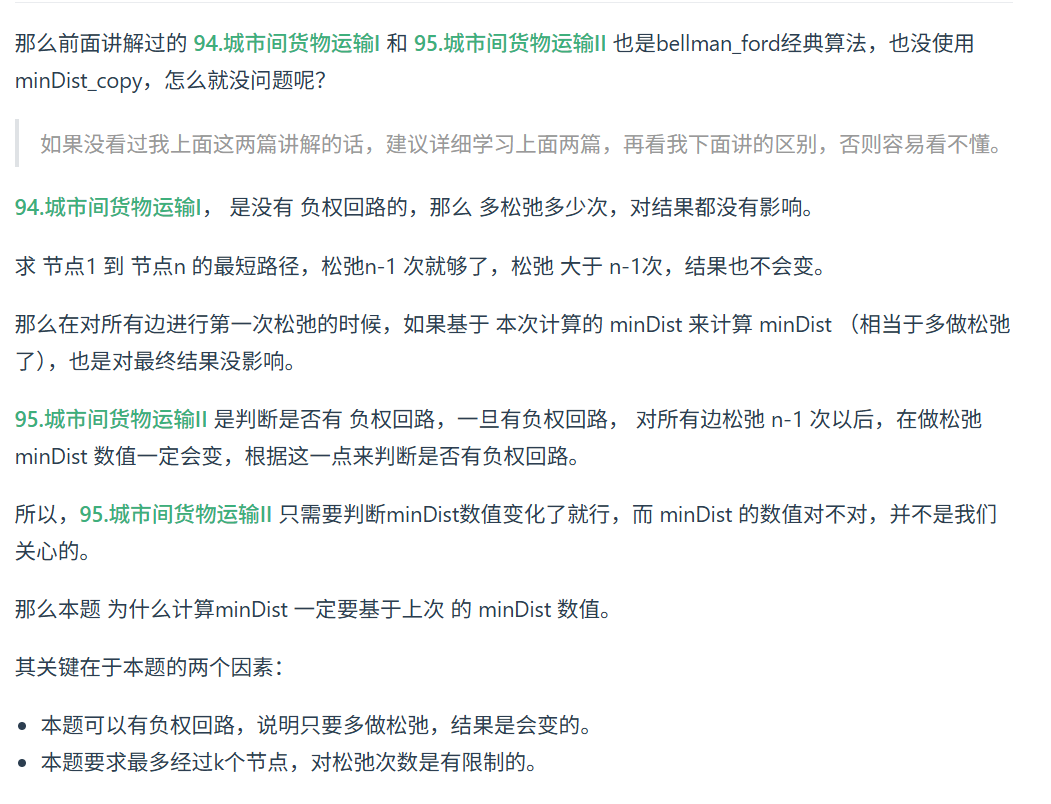 那么前面讲解过的 94.城市间货物运输I 和 95.城市间货物运输II 也是bellman_ford经典算法，也没使用
minDist_copy，怎么就没问题呢？
如果没看过我上面这两篇讲解的话，建议详细学习上面两篇，再看我下面讲的区别，否则容易看不懂。
94.城市间货物运输I， 是没有 负权回路的，那么 多松弛多少次，对结果都没有影响。
求 节点1 到 节点n 的最短路径，松弛n-1 次就够了，松弛 大于 n-1次，结果也不会变。
那么在对所有边进行第一次松弛的时候，如果基于 本次计算的 minDist 来计算 minDist （相当于多做松弛
了），也是对最终结果没影响。
95.城市间货物运输II 是判断是否有 负权回路，一旦有负权回路， 对所有边松弛 n-1 次以后，在做松弛
minDist 数值一定会变，根据这一点来判断是否有负权回路。
所以，95.城市间货物运输II 只需要判断minDist数值变化了就行，而 minDist 的数值对不对，并不是我们
关心的。
那么本题 为什么计算minDist 一定要基于上次 的 minDist 数值。
其关键在于本题的两个因素：
• 本题可以有负权回路，说明只要多做松弛，结果是会变的。
• 本题要求最多经过k个节点，对松弛次数是有限制的。